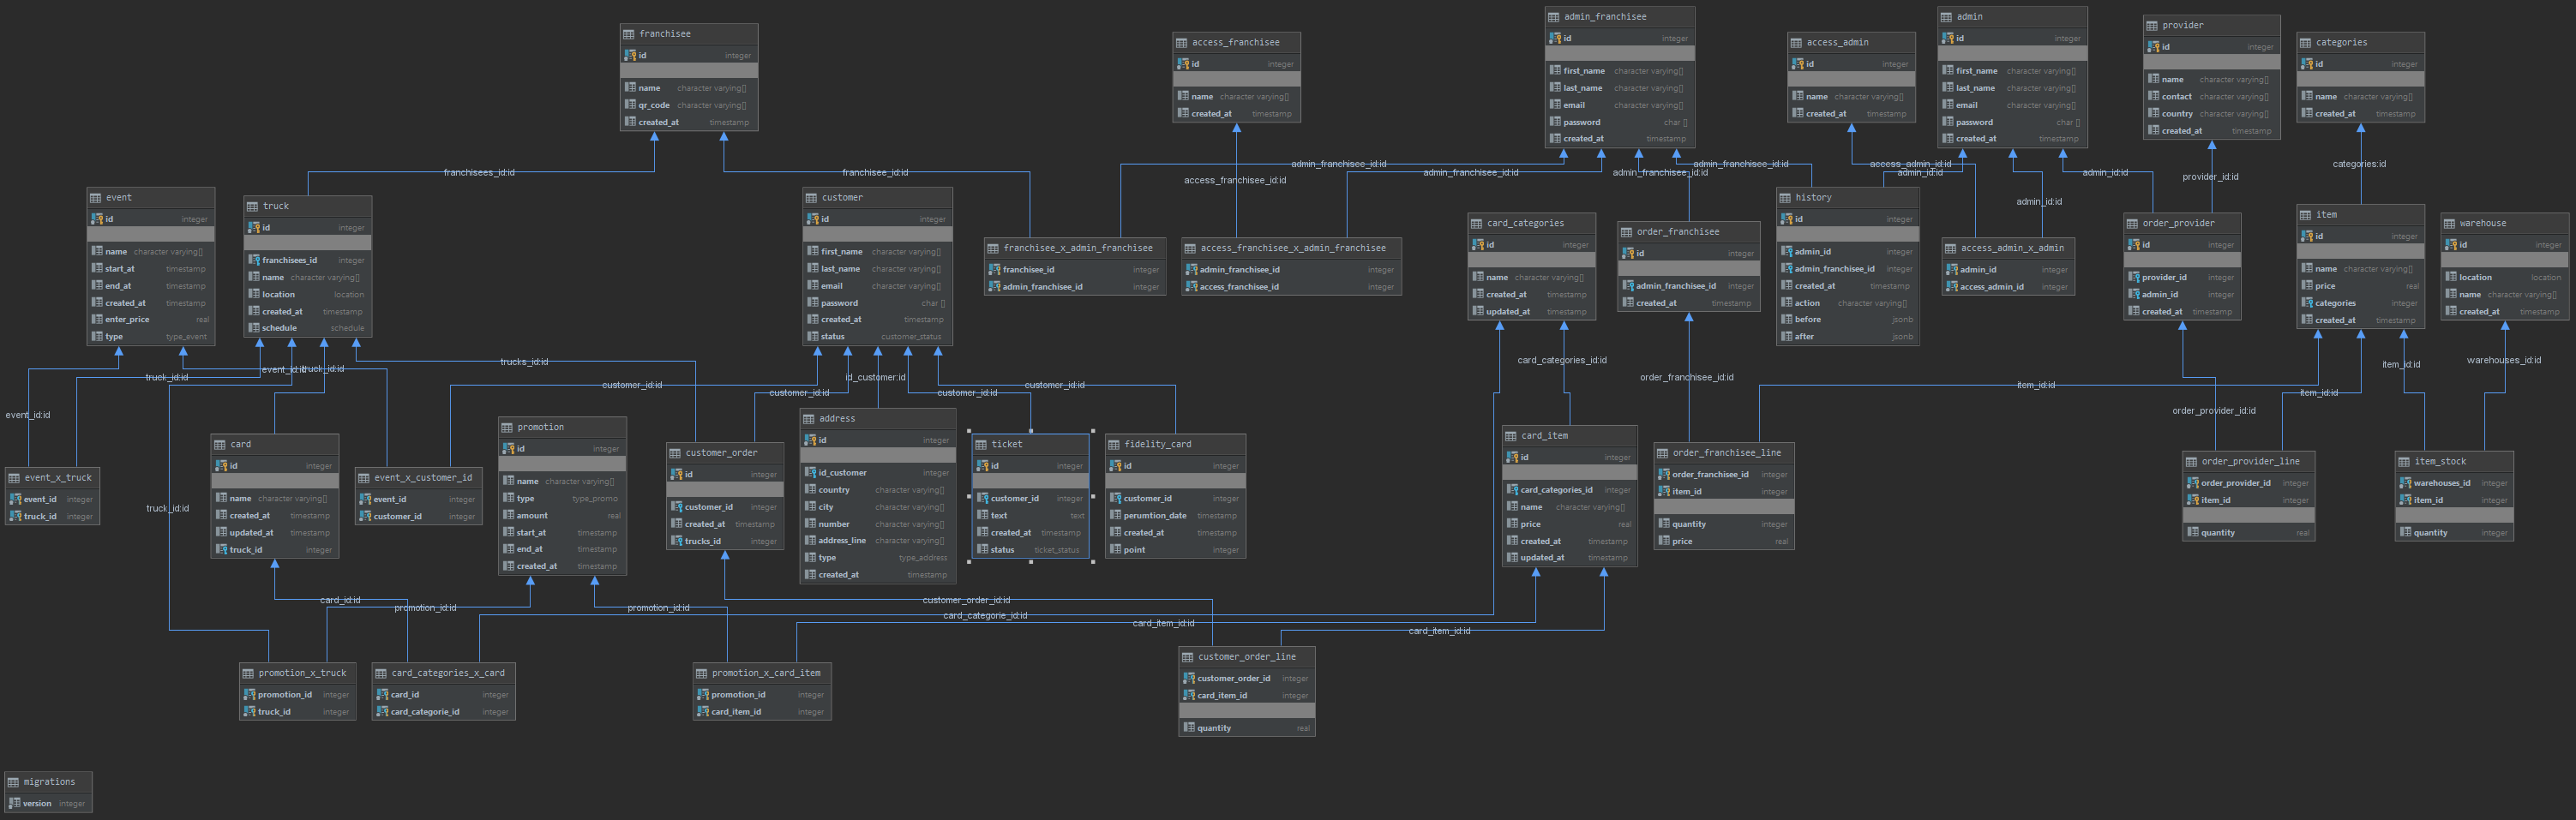 franchisee
id integer
name character varying[]
qr_code character varying[]
created_at timestamp
access_franchisee
id integer
name character varying[]
created_at timestamp
admin_franchisee
id integer
first_name character varying[]
last_name character varying[]
email character varying[]
password char []
created_at timestamp
access_admin
id integer
name character varying[]
created_at timestamp
admin
id integer
first_name character varying[]
last_name character varying[]
email character varying[]
password char []
created_at timestamp
provider
id integer
name character varying[]
contact character varying[]
country character varying[]
created_at timestamp
categories
id integer
name character varying[]
created_at timestamp
franchisees_id:id
franchisee_id:id
admin_franchisee_id:id
access_franchisee_id:id
admin_franchisee_id:id
admin_franchisee_id:id
admin_franchisee_id:id
access_admin_id:id
admin_id:id
admin_id:id
admin_id:id
provider_id:id
categories:id
event
id integer
name character varying[]
start_at timestamp
end_at timestamp
created_at timestamp
enter_price real
type type_event
truck
id integer
franchisees_id integer
name character varying[]
location location
created_at timestamp
schedule schedule
customer
id integer
first_name character varying[]
last_name character varying[]
email character varying[]
password char []
created_at timestamp
status customer_status
franchisee_x_admin_franchisee
franchisee_id integer
admin_franchisee_id integer
access_franchisee_x_admin_franchisee
admin_franchisee_id integer
access_franchisee_id integer
card_categories
id integer
name character varying[]
created_at timestamp
updated_at timestamp
order_franchisee
id integer
admin_franchisee_id integer
created_at timestamp
history
id integer
admin_id integer
admin_franchisee_id integer
created_at timestamp
action character varying[]
before jsonb
after jsonb
access_admin_x_admin
admin_id integer
access_admin_id integer
order_provider
id integer
provider_id integer
admin_id integer
created_at timestamp
item
id integer
name character varying[]
price real
categories integer
created_at timestamp
warehouse
id integer
location location
name character varying[]
created_at timestamp
event_id:id
truck_id:id
event_id:id
truck_id:id
trucks_id:id
truck_id:id
customer_id:id
customer_id:id
id_customer:id
customer_id:id
customer_id:id
card_categories_id:id
order_franchisee_id:id
item_id:id
order_provider_id:id
item_id:id
item_id:id
warehouses_id:id
event_x_truck
event_id integer
truck_id integer
card
id integer
name character varying[]
created_at timestamp
updated_at timestamp
truck_id integer
event_x_customer_id
event_id integer
customer_id integer
promotion
id integer
name character varying[]
type type_promo
amount real
start_at timestamp
end_at timestamp
created_at timestamp
customer_order
id integer
customer_id integer
created_at timestamp
trucks_id integer
address
id integer
id_customer integer
country character varying[]
city character varying[]
number character varying[]
address_line character varying[]
type type_address
created_at timestamp
ticket
id integer
customer_id integer
text text
created_at timestamp
status ticket_status
fidelity_card
id integer
customer_id integer
perumtion_date timestamp
created_at timestamp
point integer
card_item
id integer
card_categories_id integer
name character varying[]
price real
created_at timestamp
updated_at timestamp
order_franchisee_line
order_franchisee_id integer
item_id integer
quantity integer
price real
order_provider_line
order_provider_id integer
item_id integer
quantity real
item_stock
warehouses_id integer
item_id integer
quantity integer
card_id:id
promotion_id:id
promotion_id:id
customer_order_id:id
card_categorie_id:id
card_item_id:id
card_item_id:id
promotion_x_truck
promotion_id integer
truck_id integer
card_categories_x_card
card_id integer
card_categorie_id integer
promotion_x_card_item
promotion_id integer
card_item_id integer
customer_order_line
customer_order_id integer
card_item_id integer
quantity real
migrations
version integer